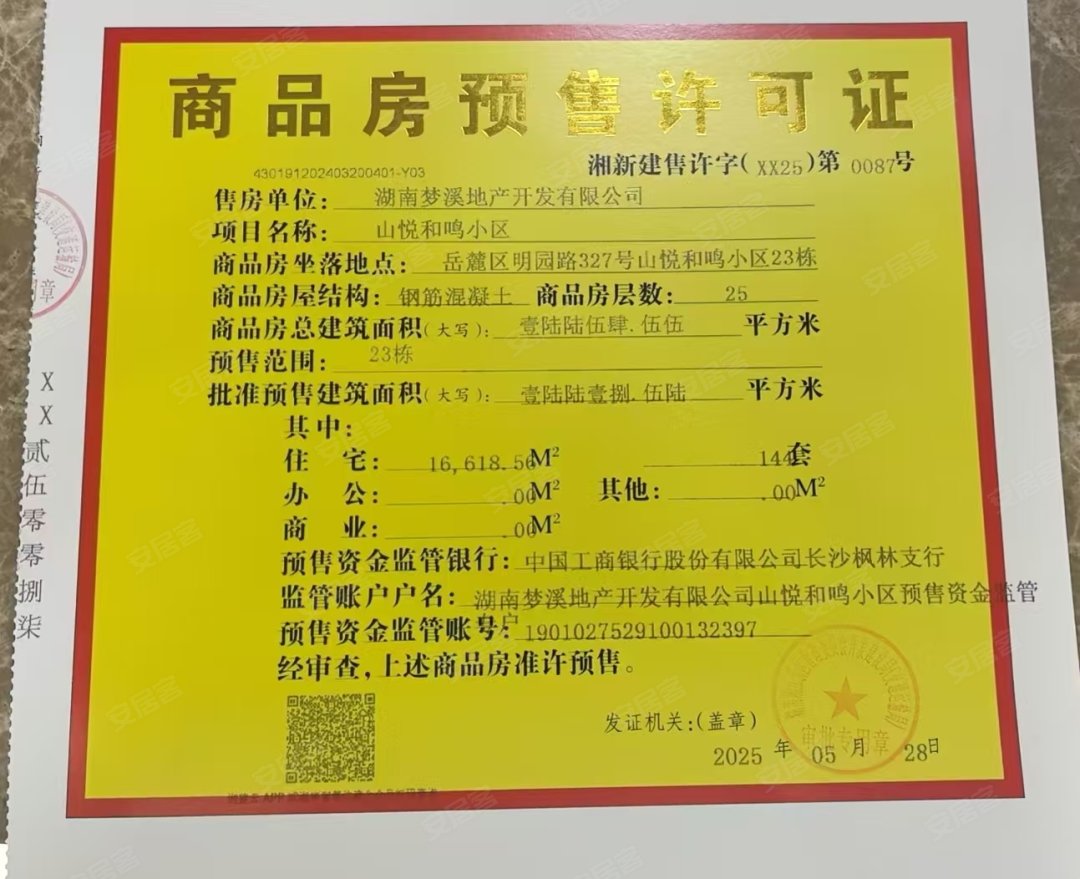 商品房预售许可证
湘新建售许字(XX25)第 0087号
430191202403200401-Y03
售房单位：湖南梦溪地产开发有限公司
项目名称：山悦和鸣小区
商品房坐落地点：岳麓区明园路327号山悦和鸣小区23栋
商品房屋结构：钢筋混凝土 商品房层数：25
商品房总建筑面积(大写)：壹陆陆伍肆.伍伍 平方米
预售范围：23栋
批准预售建筑面积(大写)：壹陆陆壹捌.伍陆 平方米
其中：
住 宅：16,618.56M² 144套
办 公：.00M² 其他：.00M²
商 业：.00M²
预售资金监管银行：中国工商银行股份有限公司长沙枫林支行
监管账户户名：湖南梦溪地产开发有限公司山悦和鸣小区预售资金监管
专户
预售资金监管账号：1901027529100132397
经审查，上述商品房准许预售。
发证机关：(盖章)
审批专用章
2025 年 05 月 28日
XX贰伍零零捌柒
章
安居客